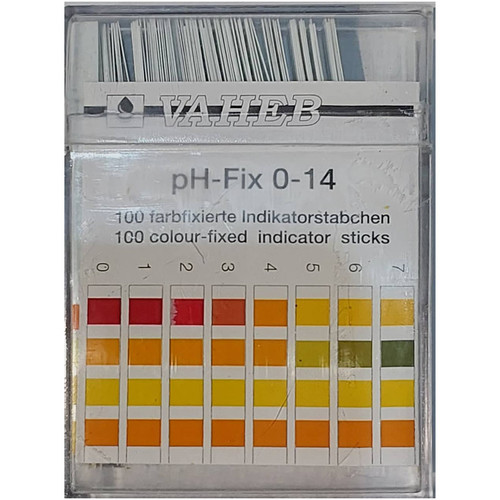 VAHEB
pH-Fix 0-14
100 farbfixierte Indikatorstabchen
100 colour-fixed indicator sticks
0 1 2 3 4 5 6 7